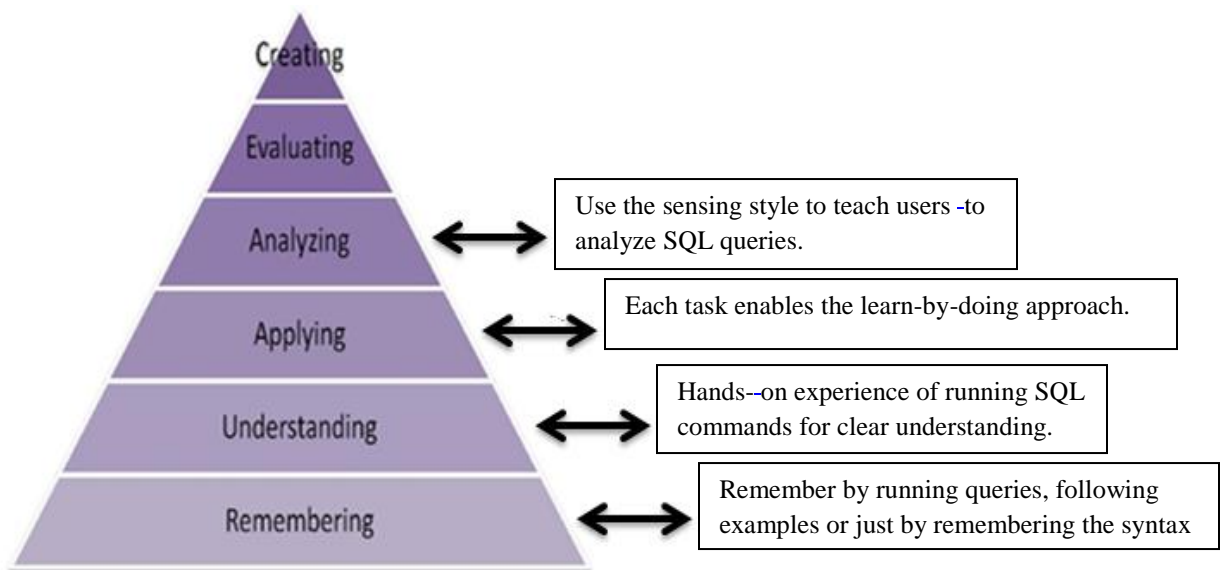 Creating
Evaluating
Analyzing
Use the sensing style to teach users -to
analyze SQL queries.
Applying
Each task enables the learn-by-doing approach.
Understanding
Hands--on experience of running SQL
commands for clear understanding.
Remembering
Remember by running queries, following
examples or just by remembering the syntax